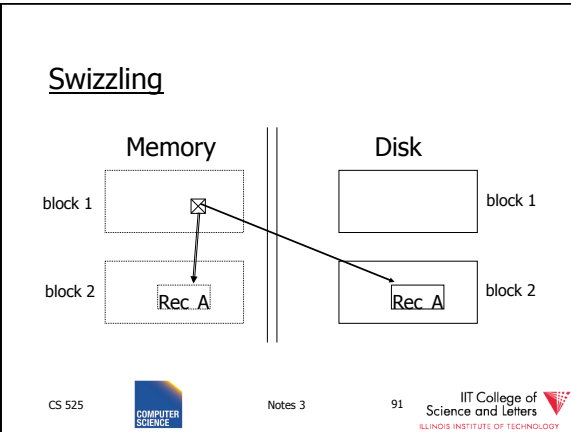 Swizzling
Memory
Disk
block 1
block 1
block 2
Rec A
Rec A
block 2
CS 525
COMPUTER
SCIENCE
Notes 3
91
IIT College of
Science and Letters
ILLINOIS INSTITUTE OF TECHNOLOGY